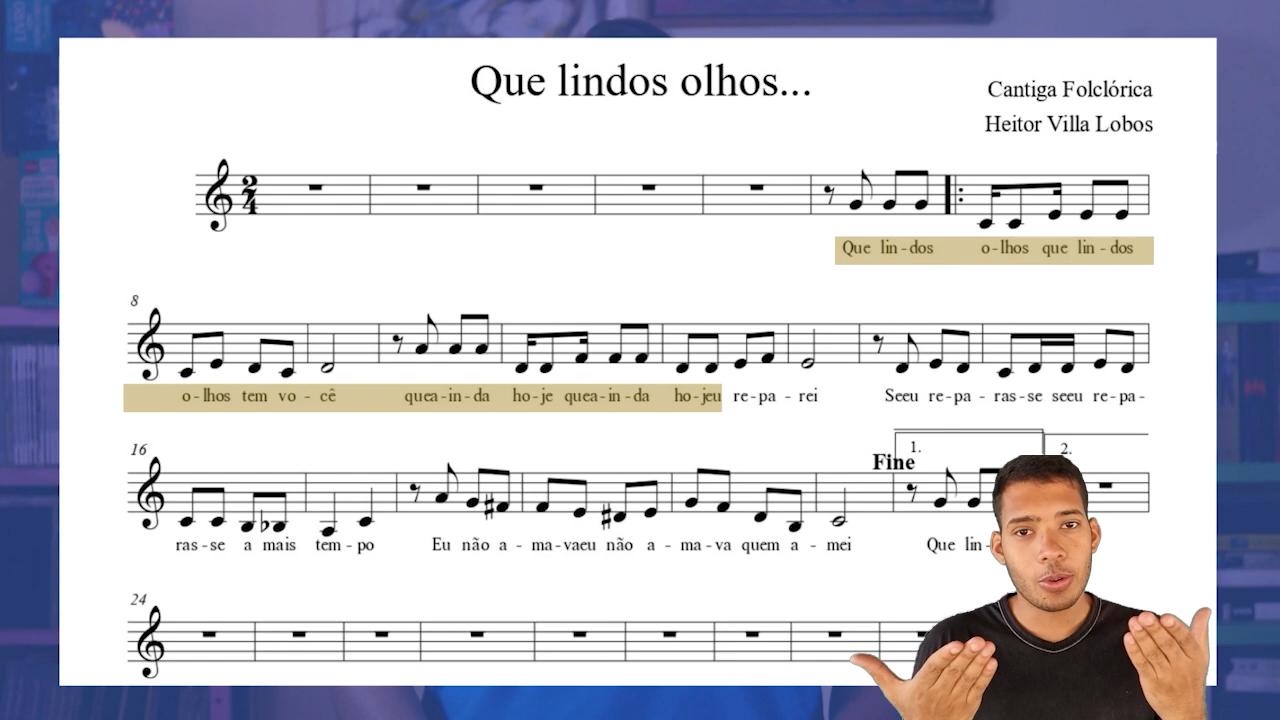 Que lindos olhos...
Cantiga Folclórica
Heitor Villa Lobos
2
4
Que lin - dos o - lhos que lin - dos
8
o - lhos tem vo - cê quea - in - da ho - je quea - in - da ho - jeu re - pa - rei Seeu re - pa - ras - se seeu re - pa -
16
Fine
1.
2.
ras - se a mais tem - po Eu não a - ma - vaeu não a - ma - va quem a - mei Que lin -
24